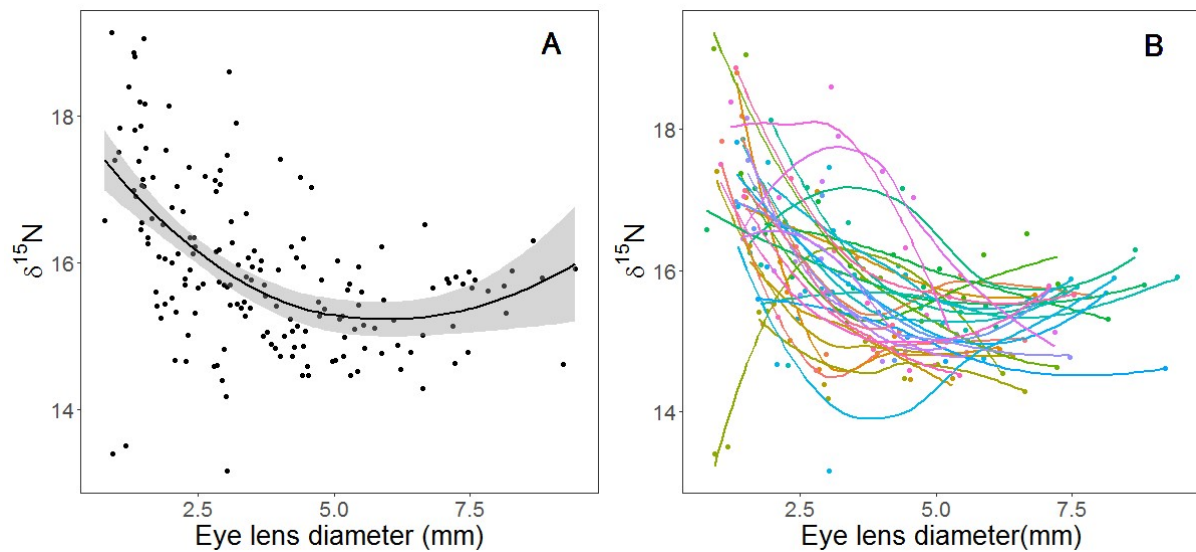 A
18
16
14
δ15N
2.5 5.0 7.5
Eye lens diameter (mm)
B
18
16
14
δ15N
2.5 5.0 7.5
Eye lens diameter(mm)